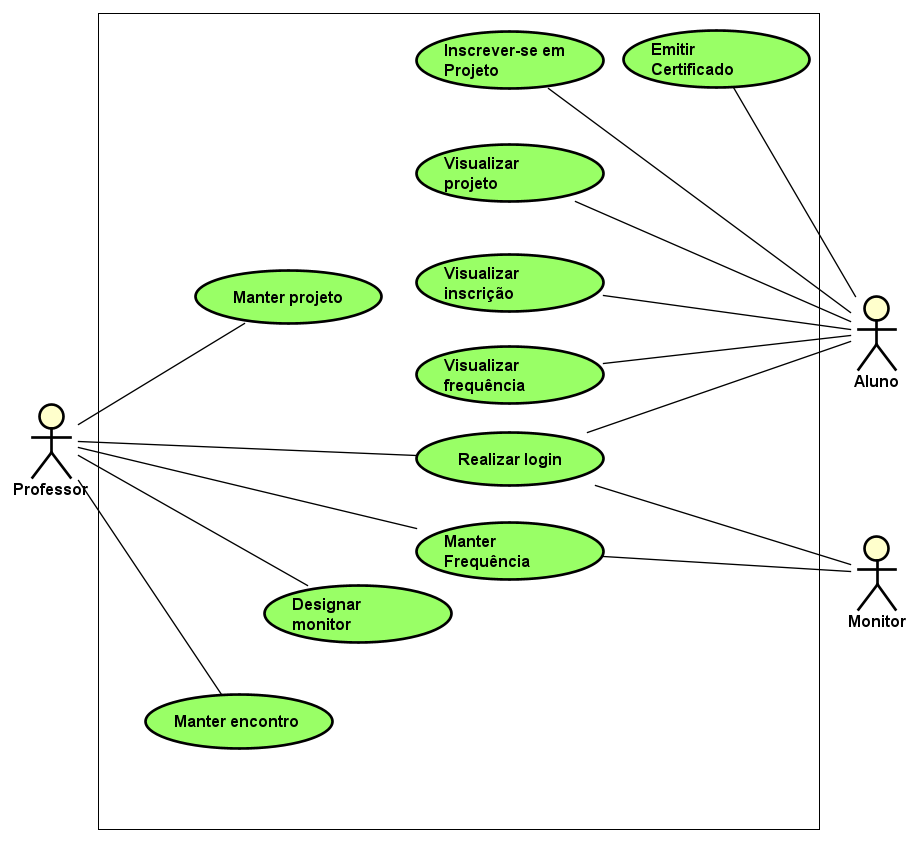 Inscrever-se em
Projeto
Emitir
Certificado
Visualizar
projeto
Visualizar
inscrição
Manter projeto
Visualizar
frequência
Aluno
Realizar login
Professor
Manter
Frequência
Designar
monitor
Monitor
Manter encontro